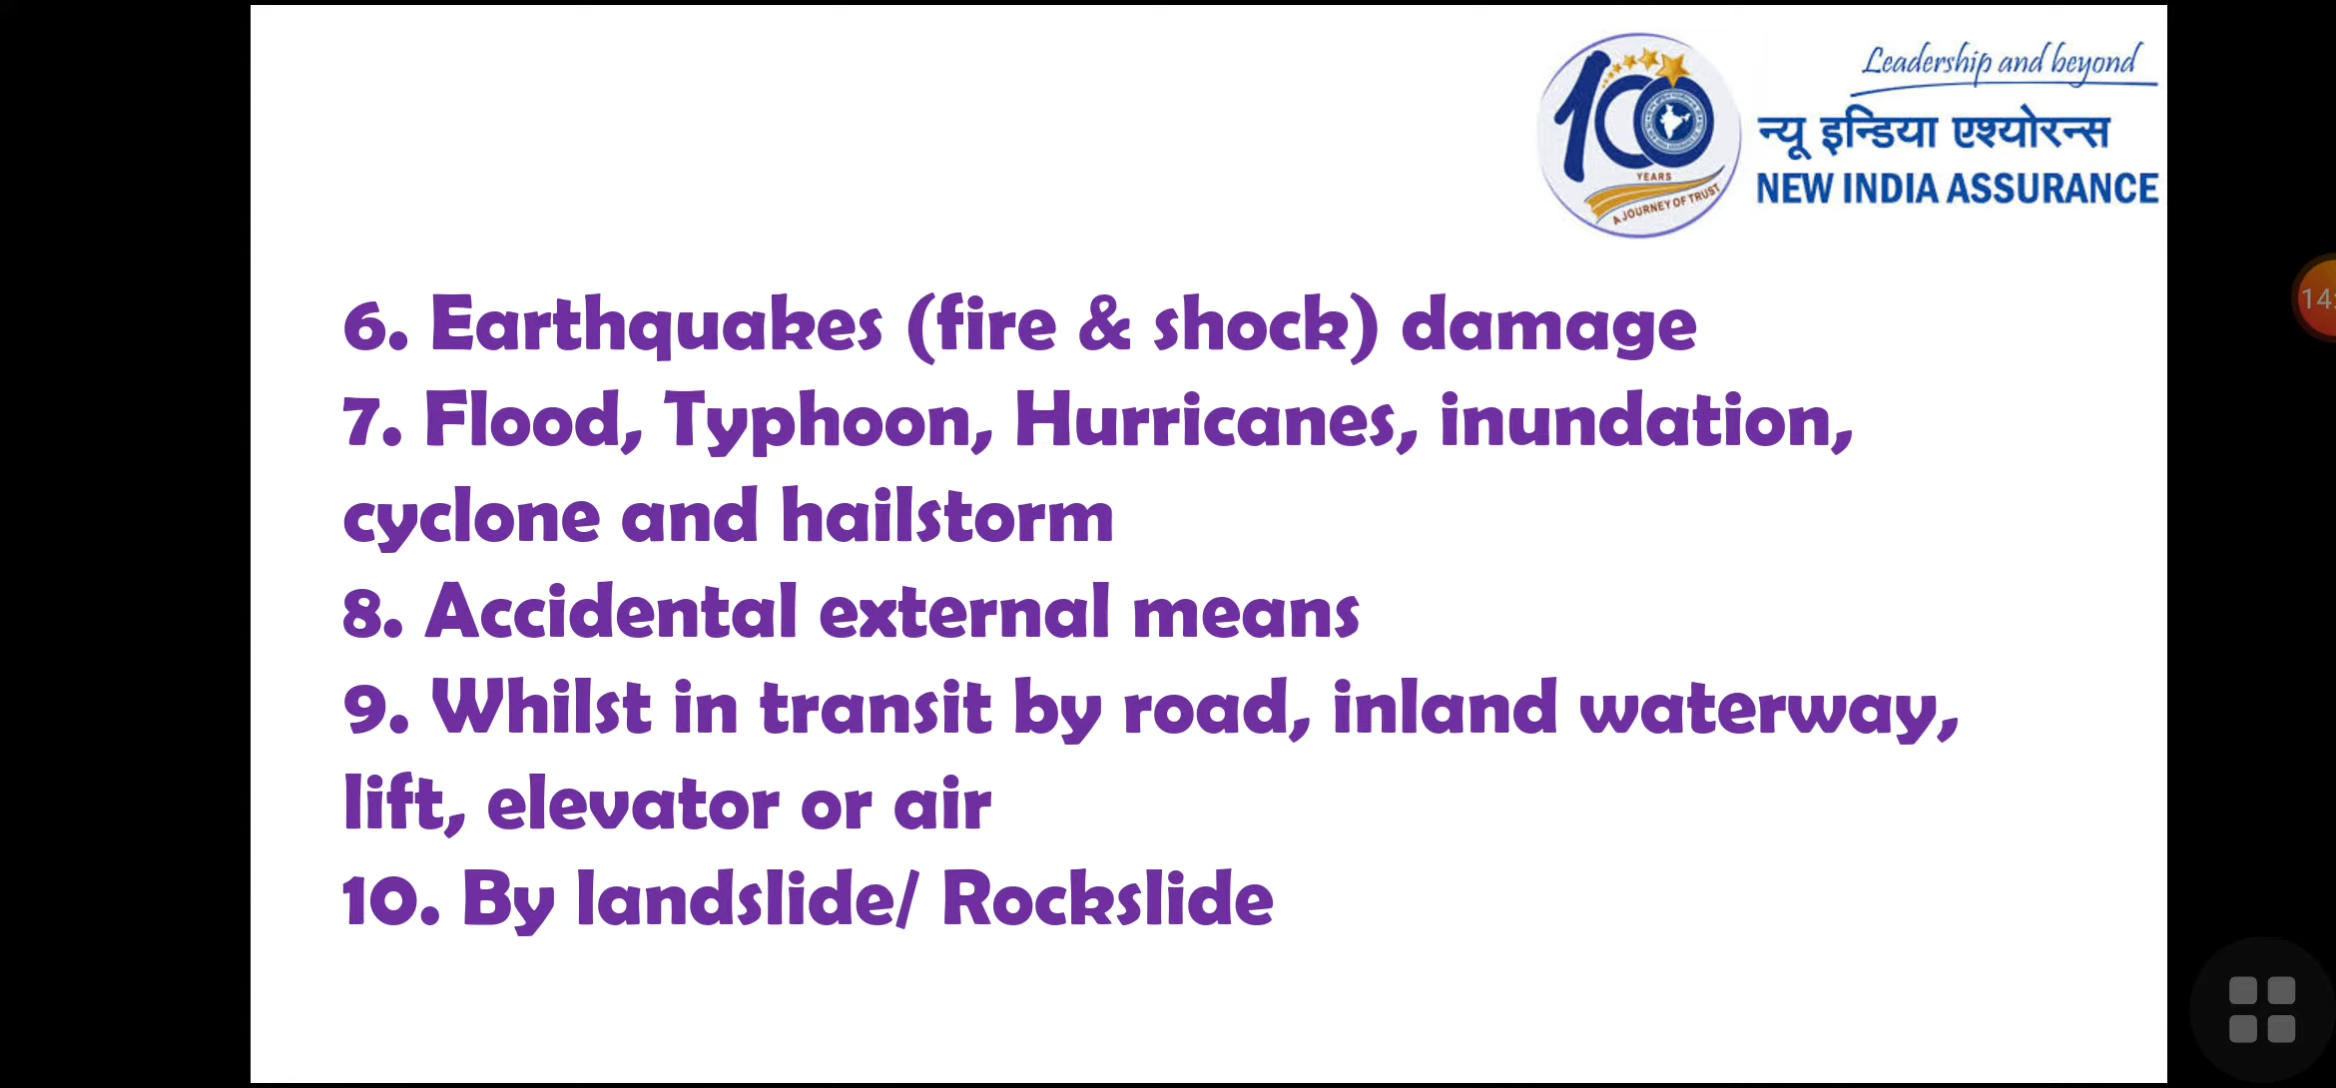 Leadership and beyond
100
YEARS
A JOURNEY OF TRUST
न्यू इन्डिया एश्योरन्स
NEW INDIA ASSURANCE
6. Earthquakes (fire & shock) damage
7. Flood, Typhoon, Hurricanes, inundation,
cyclone and hailstorm
8. Accidental external means
9. Whilst in transit by road, inland waterway,
lift, elevator or air
10. By landslide/ Rockslide
14: